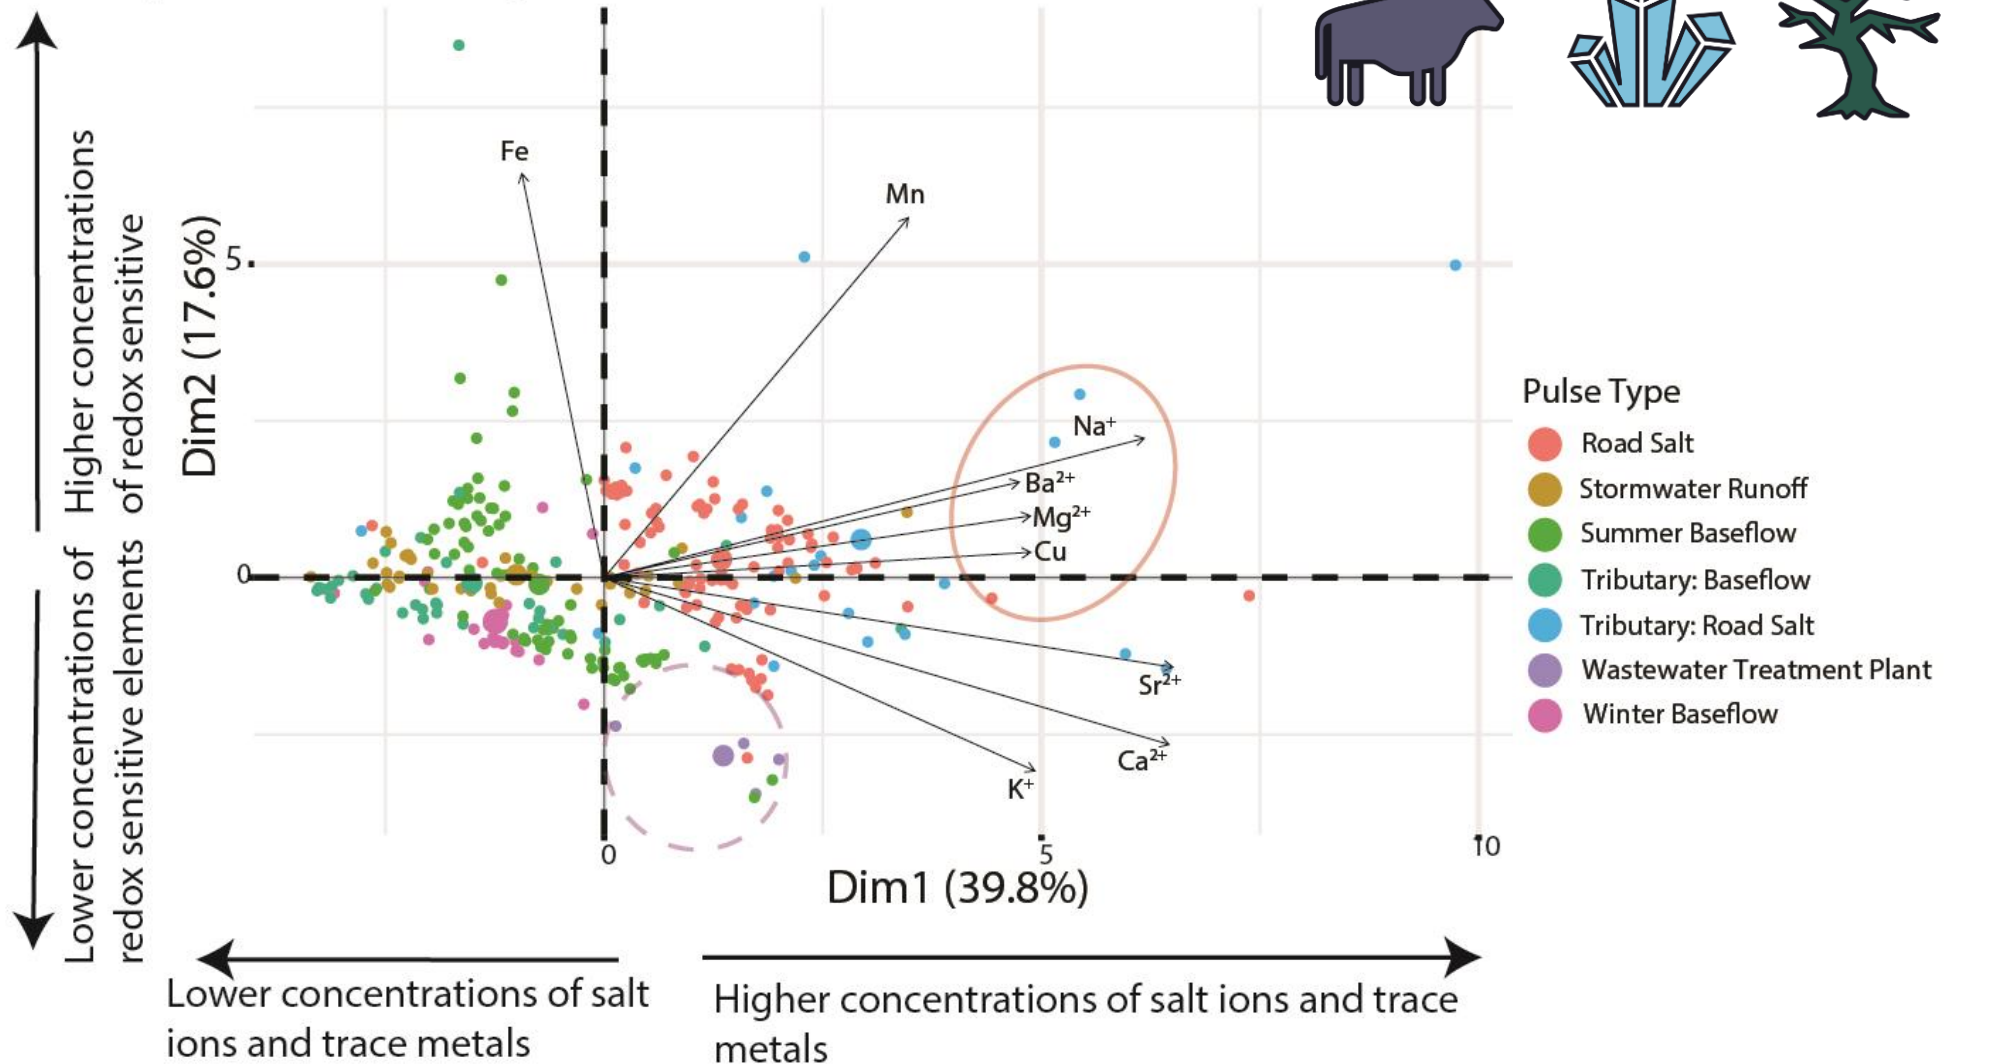 Higher concentrations
of redox sensitive
Lower concentrations of
redox sensitive elements
Dim2 (17.6%)
5
0
Fe
Mn
Na⁺
Ba²⁺
Mg²⁺
Cu
Sr²⁺
Ca²⁺
K⁺
0
5
10
Dim1 (39.8%)
Lower concentrations of salt
ions and trace metals
Higher concentrations of salt ions and trace
metals
Pulse Type
Road Salt
Stormwater Runoff
Summer Baseflow
Tributary: Baseflow
Tributary: Road Salt
Wastewater Treatment Plant
Winter Baseflow